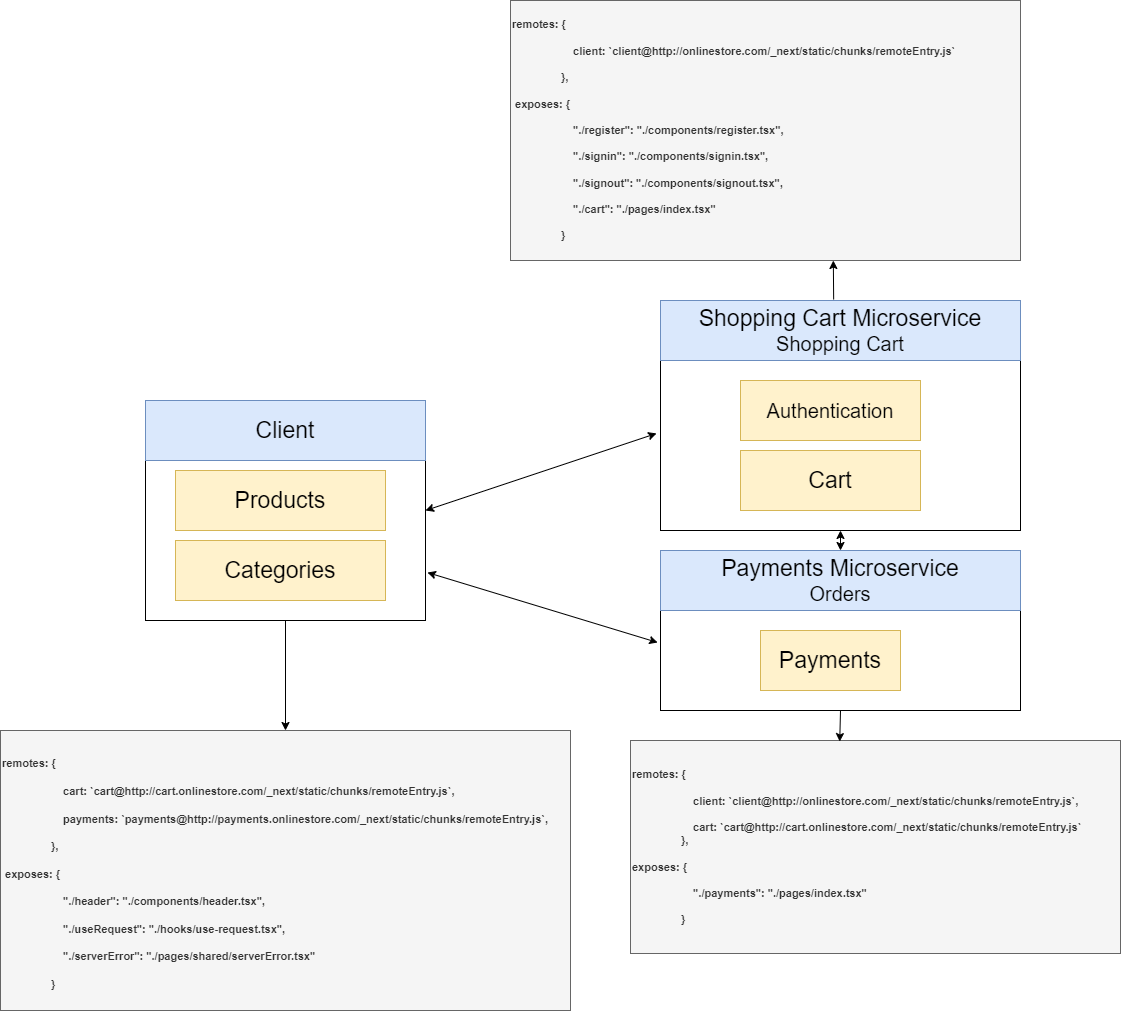 remotes: {
client: `client@http://onlinestore.com/_next/static/chunks/remoteEntry.js`
},
exposes: {
"./register": "./components/register.tsx",
"./signin": "./components/signin.tsx",
"./signout": "./components/signout.tsx",
"./cart": "./pages/index.tsx"
}
Shopping Cart Microservice
Shopping Cart
Authentication
Cart
Client
Products
Categories
Payments Microservice
Orders
Payments
remotes: {
cart: `cart@http://cart.onlinestore.com/_next/static/chunks/remoteEntry.js`,
payments: `payments@http://payments.onlinestore.com/_next/static/chunks/remoteEntry.js`,
},
exposes: {
"./header": "./components/header.tsx",
"./useRequest": "./hooks/use-request.tsx",
"./serverError": "./pages/shared/serverError.tsx"
}
remotes: {
client: `client@http://onlinestore.com/_next/static/chunks/remoteEntry.js`,
cart: `cart@http://cart.onlinestore.com/_next/static/chunks/remoteEntry.js`
},
exposes: {
"./payments": "./pages/index.tsx"
}